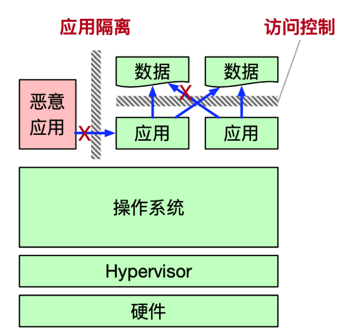 应用隔离
访问控制
数据
数据
恶意
应用
X
X
应用
应用
操作系统
Hypervisor
硬件